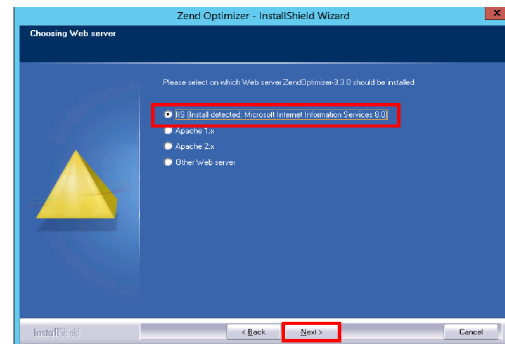 Zend Optimizer - InstallShield Wizard
Choosing Web server
Please select on which Web server ZendOptimizer-3.3.0 should be installed
IIS (Install detected: Microsoft Internet Information Services 8.0)
Apache 1.x
Apache 2.x
Other Web server
InstallShield
< Back
Next >
Cancel